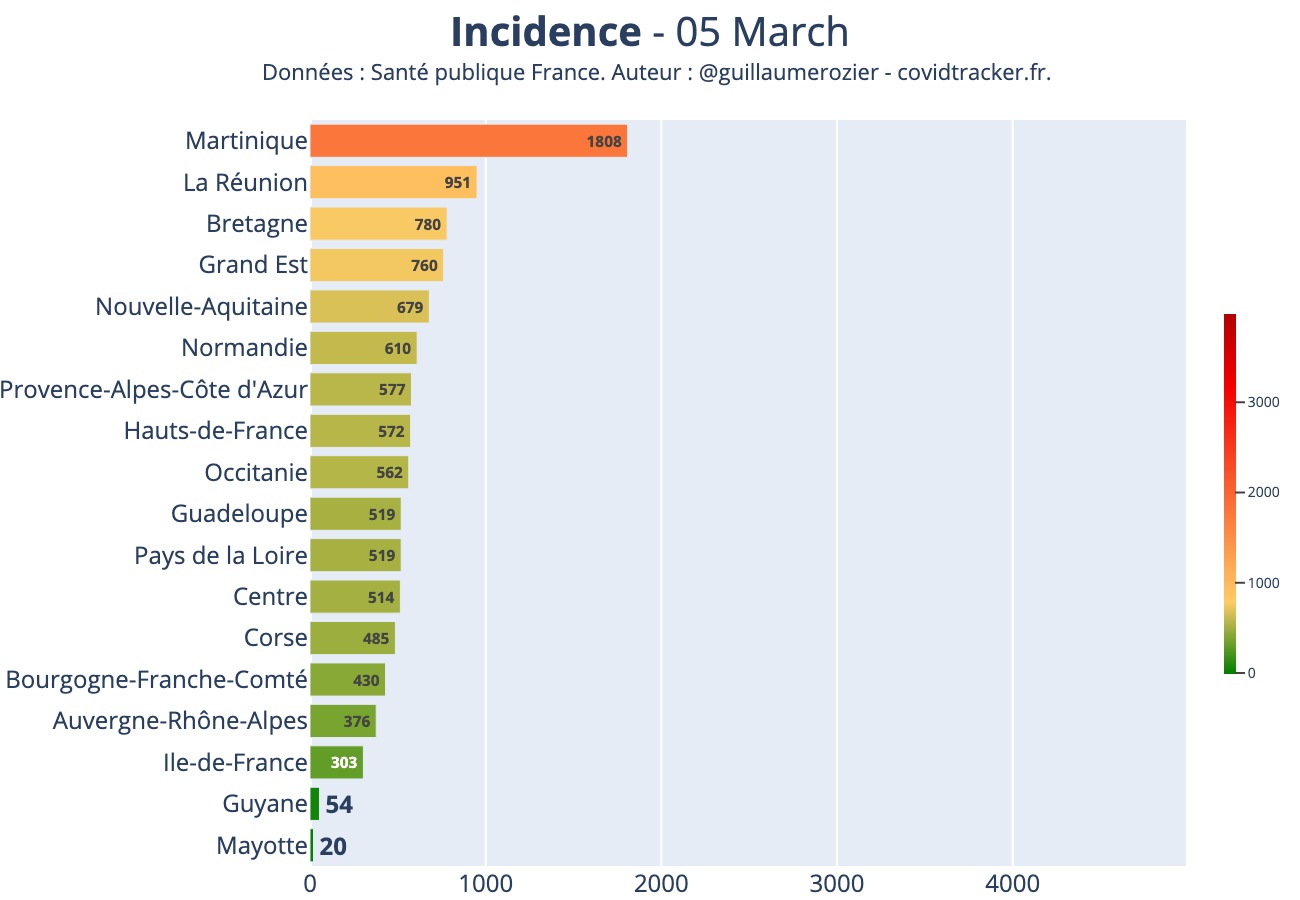 Incidence - 05 March
Données : Santé publique France. Auteur : @guillaumerozier - covidtracker.fr.
Martinique 1808
La Réunion 951
Bretagne 780
Grand Est 760
Nouvelle-Aquitaine 679
Normandie 610
Provence-Alpes-Côte d'Azur 577
Hauts-de-France 572
Occitanie 562
Guadeloupe 519
Pays de la Loire 519
Centre 514
Corse 485
Bourgogne-Franche-Comté 430
Auvergne-Rhône-Alpes 376
Ile-de-France 303
Guyane 54
Mayotte 20
0 1000 2000 3000 4000
3000
2000
1000
0